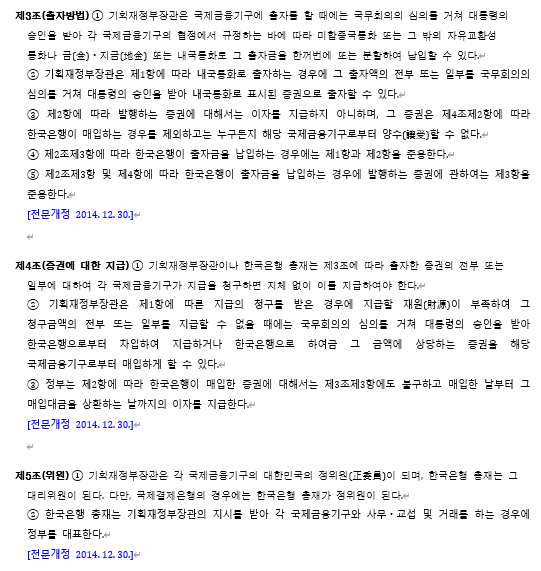 제3조(출자방법) ① 기획재정부장관은 국제금융기구에 출자를 할 때에는 국무회의의 심의를 거쳐 대통령의
승인을 받아 각 국제금융기구의 협정에서 규정하는 바에 따라 미합중국통화 또는 그 밖의 자유교환성
통화나 금(金)ㆍ지금(地金) 또는 내국통화로 그 출자금을 한꺼번에 또는 분할하여 납입할 수 있다.↵
② 기획재정부장관은 제1항에 따라 내국통화로 출자하는 경우에 그 출자액의 전부 또는 일부를 국무회의의
심의를 거쳐 대통령의 승인을 받아 내국통화로 표시된 증권으로 출자할 수 있다.↵
③ 제2항에 따라 발행하는 증권에 대해서는 이자를 지급하지 아니하며, 그 증권은 제4조제2항에 따라
한국은행이 매입하는 경우를 제외하고는 누구든지 해당 국제금융기구로부터 양수(讓受)할 수 없다.↵
④ 제2조제3항에 따라 한국은행이 출자금을 납입하는 경우에는 제1항과 제2항을 준용한다.↵
⑤ 제2조제3항 및 제4항에 따라 한국은행이 출자금을 납입하는 경우에 발행하는 증권에 관하여는 제3항을
준용한다.↵
[전문개정 2014. 12. 30.]↵
↵
제4조(증권에 대한 지급) ① 기획재정부장관이나 한국은행 총재는 제3조에 따라 출자한 증권의 전부 또는
일부에 대하여 각 국제금융기구가 지급을 청구하면 지체 없이 이를 지급하여야 한다.↵
② 기획재정부장관은 제1항에 따른 지급의 청구를 받은 경우에 지급할 재원(財源)이 부족하여 그
청구금액의 전부 또는 일부를 지급할 수 없을 때에는 국무회의의 심의를 거쳐 대통령의 승인을 받아
한국은행으로부터 차입하여 지급하거나 한국은행으로 하여금 그 금액에 상당하는 증권을 해당
국제금융기구로부터 매입하게 할 수 있다.↵
③ 정부는 제2항에 따라 한국은행이 매입한 증권에 대해서는 제3조제3항에도 불구하고 매입한 날부터 그
매입대금을 상환하는 날까지의 이자를 지급한다.↵
[전문개정 2014. 12. 30.]↵
↵
제5조(위원) ① 기획재정부장관은 각 국제금융기구의 대한민국의 정위원(正委員)이 되며, 한국은행 총재는 그
대리위원이 된다. 다만, 국제결제은행의 경우에는 한국은행 총재가 정위원이 된다.↵
② 한국은행 총재는 기획재정부장관의 지시를 받아 각 국제금융기구와 사무ㆍ교섭 및 거래를 하는 경우에
정부를 대표한다.↵
[전문개정 2014. 12. 30.]↵